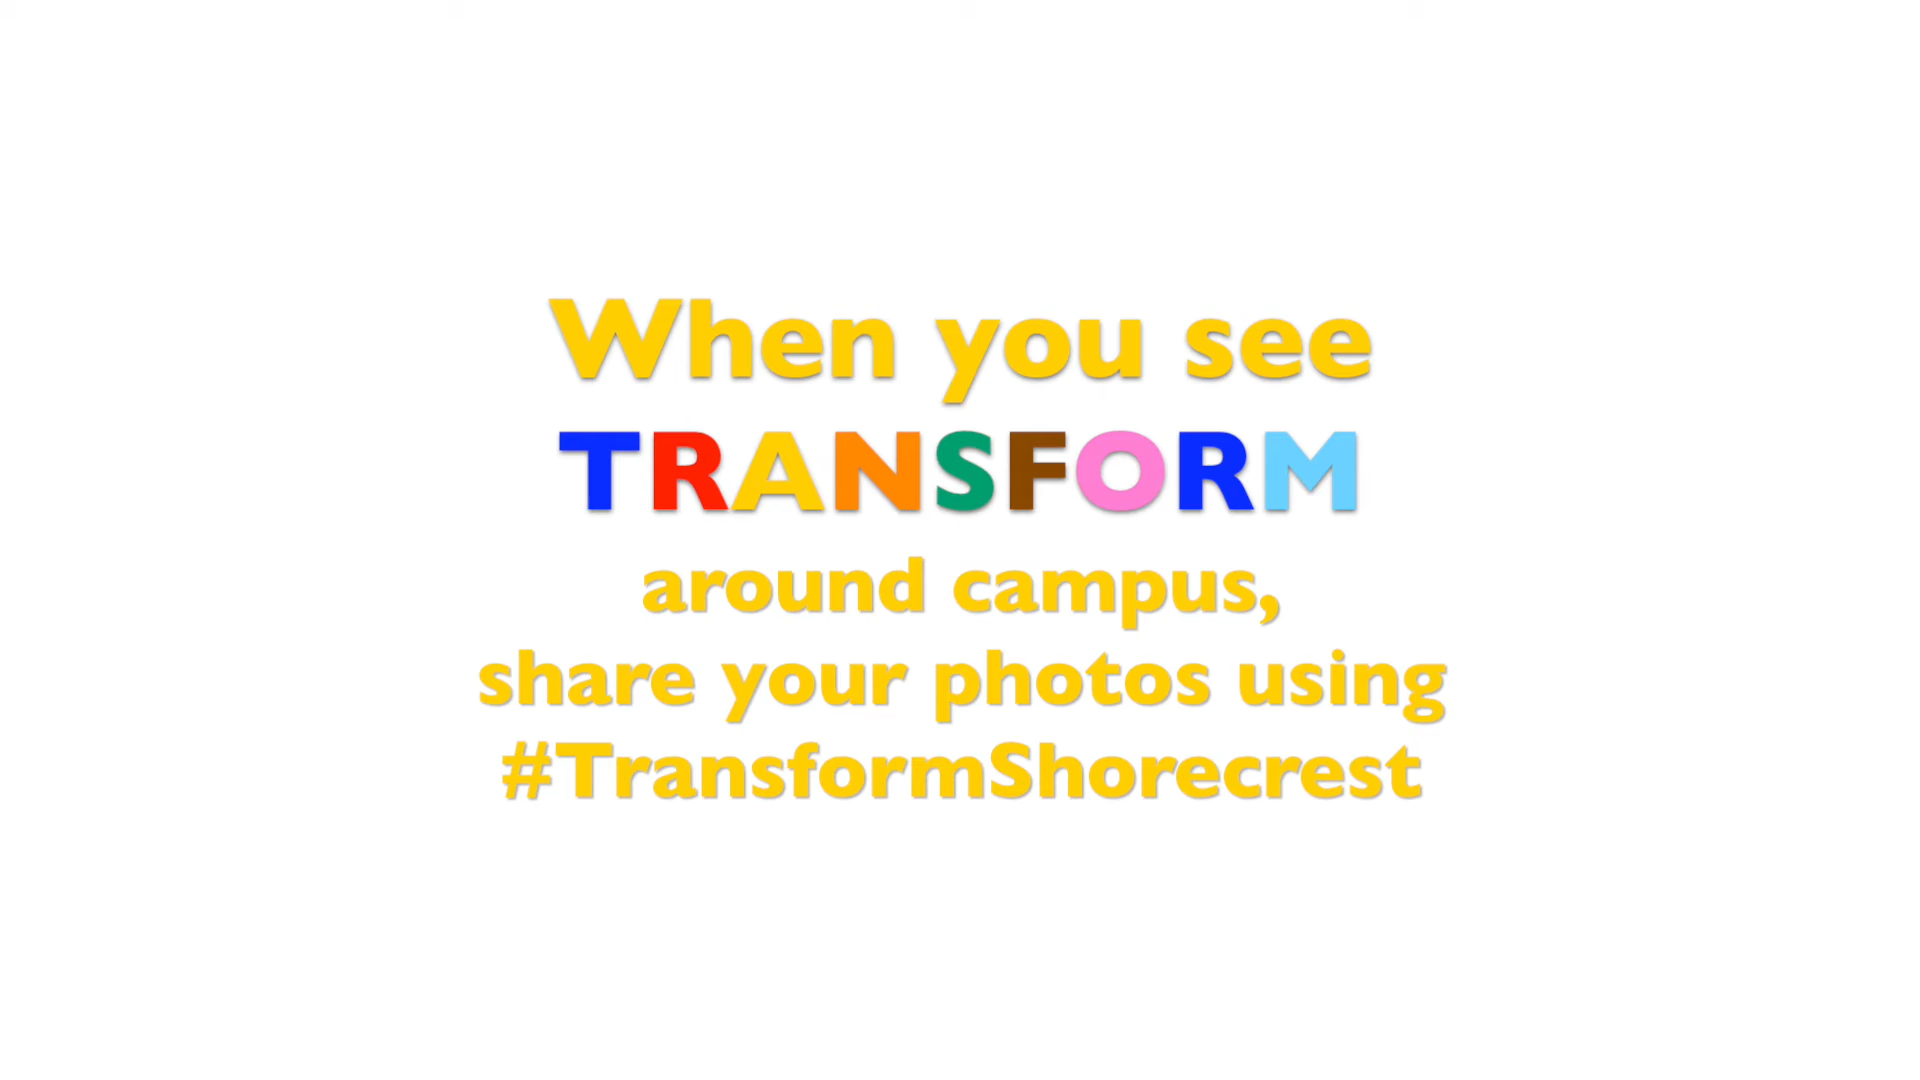 When you see
TRANSFORM
around campus,
share your photos using
#TransformShorecrest